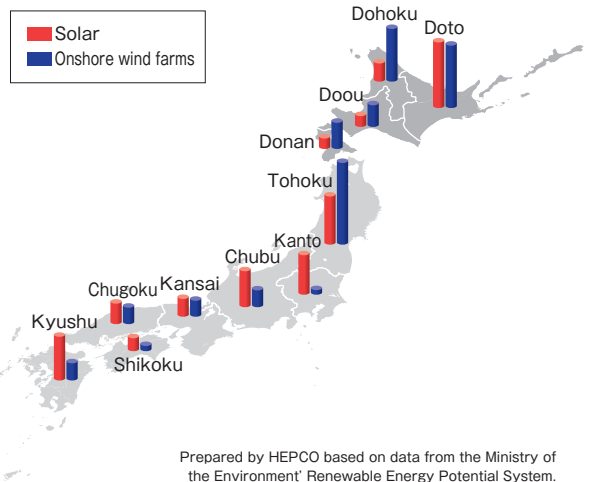 Solar
Onshore wind farms
Dohoku
Doto
Doou
Donan
Tohoku
Kanto
Chubu
Kansai
Chugoku
Kyushu
Shikoku
Prepared by HEPCO based on data from the Ministry of
the Environment' Renewable Energy Potential System.